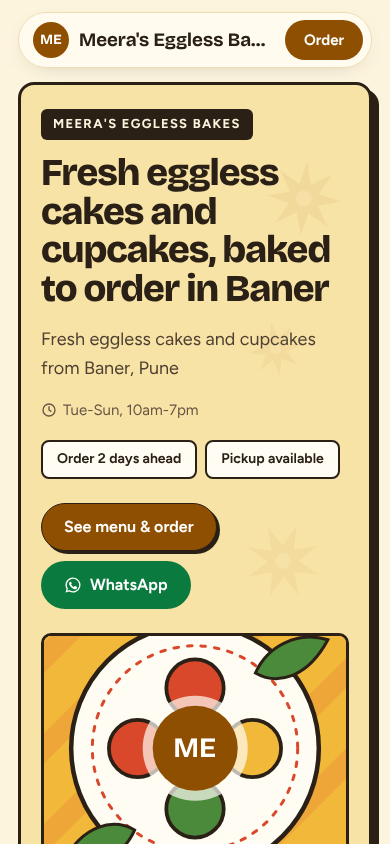 ME
Meera's Eggless Ba...
Order
MEERA'S EGGLESS BAKES
Fresh eggless
cakes and
cupcakes, baked
to order in Baner
Fresh eggless cakes and cupcakes
from Baner, Pune
Tue-Sun, 10am-7pm
Order 2 days ahead
Pickup available
See menu & order
WhatsApp
ME